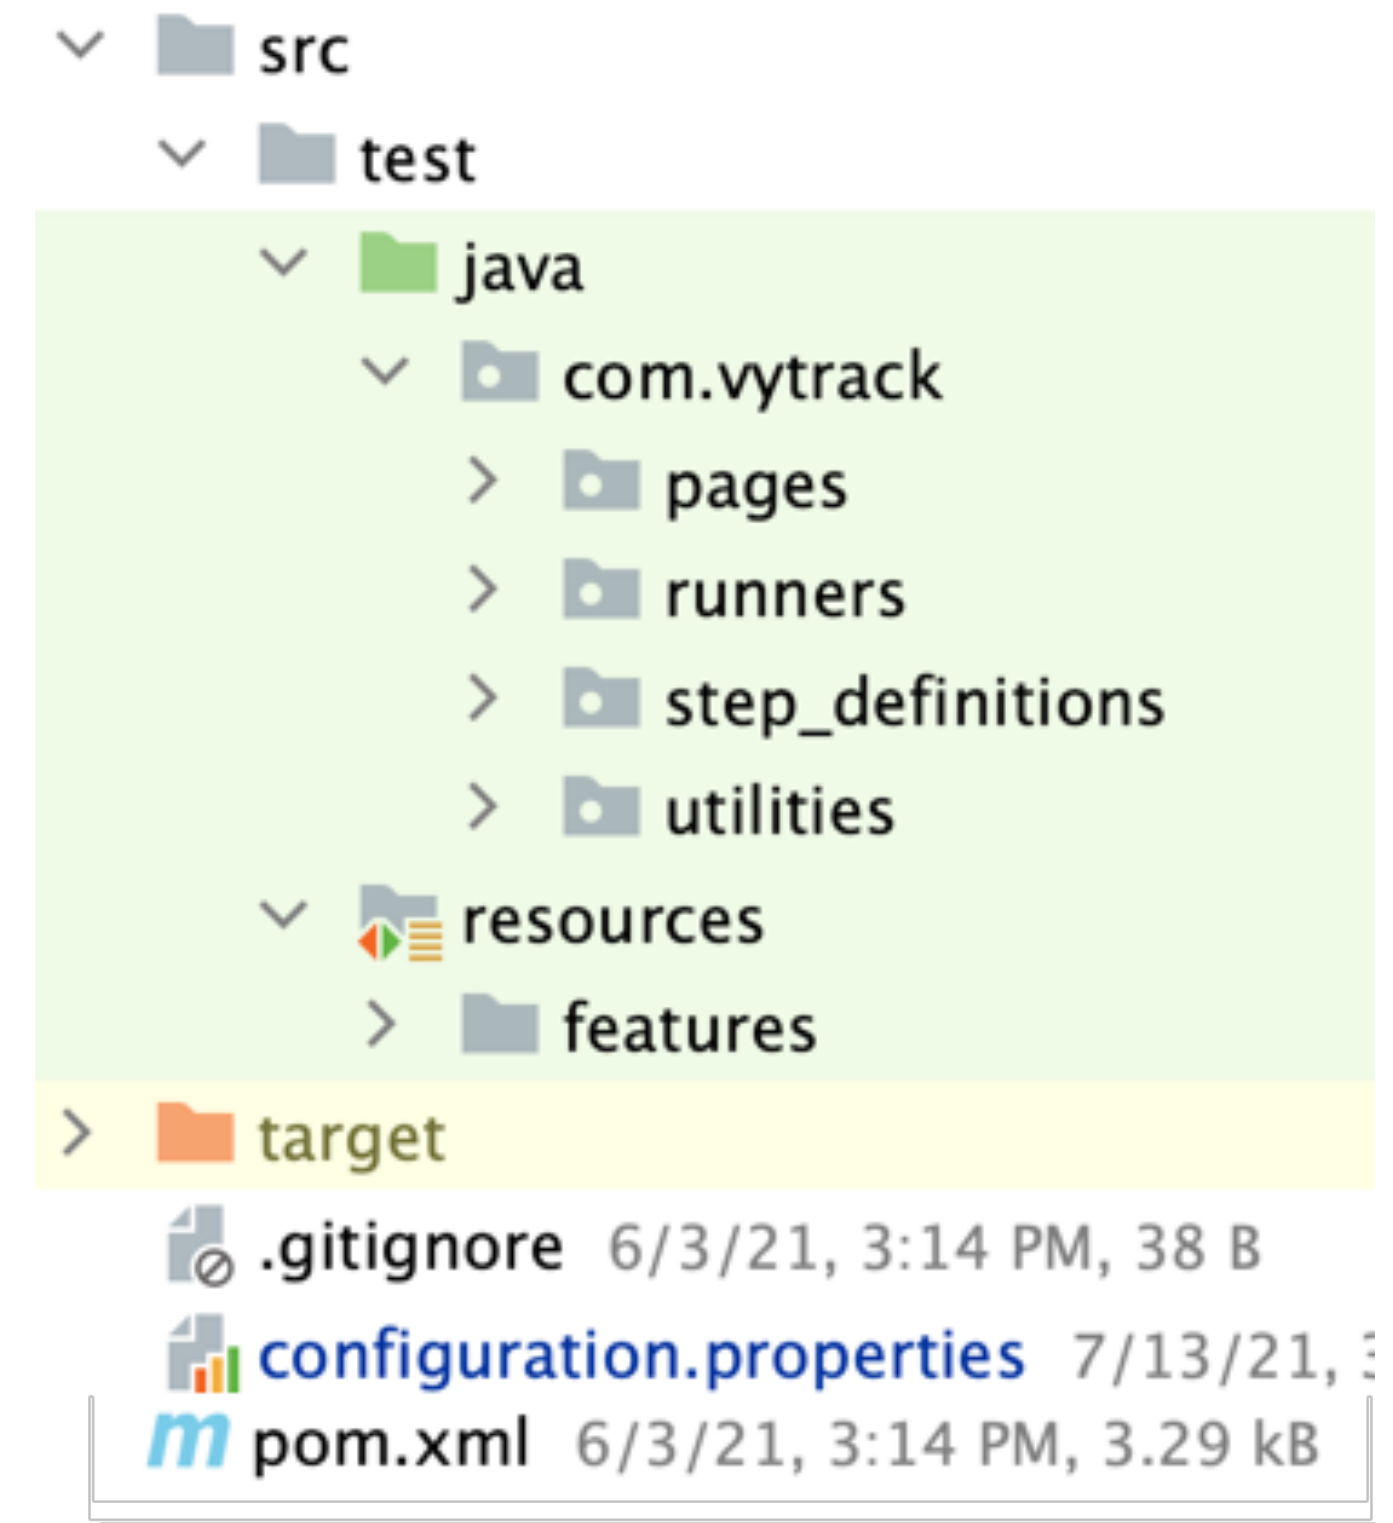 src
test
java
com.vytrack
pages
runners
step_definitions
utilities
resources
features
target
.gitignore 6/3/21, 3:14 PM, 38 B
configuration.properties 7/13/21,
pom.xml 6/3/21, 3:14 PM, 3.29 kB